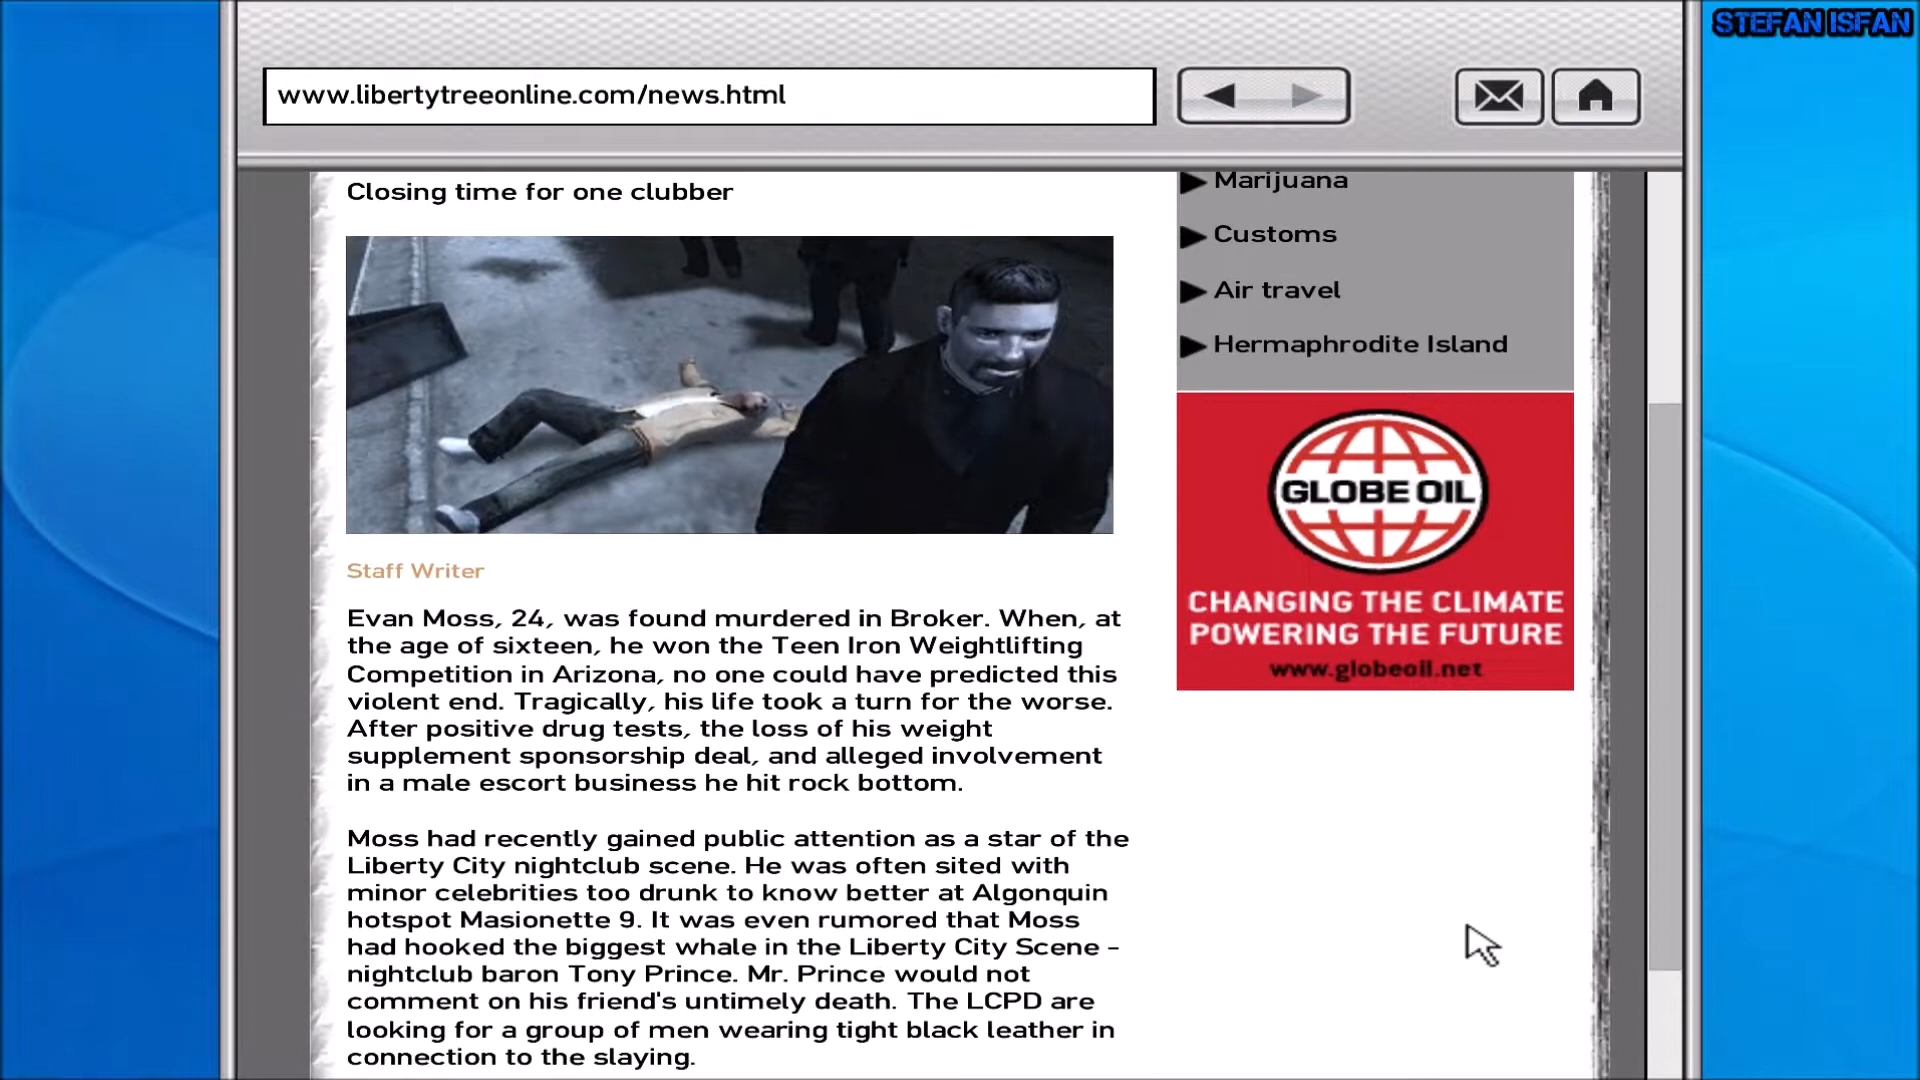 STEFAN ISFAN
www.libertytreeonline.com/news.html
Closing time for one clubber
Staff Writer
Evan Moss, 24, was found murdered in Broker. When, at
the age of sixteen, he won the Teen Iron Weightlifting
Competition in Arizona, no one could have predicted this
violent end. Tragically, his life took a turn for the worse.
After positive drug tests, the loss of his weight
supplement sponsorship deal, and alleged involvement
in a male escort business he hit rock bottom.
Moss had recently gained public attention as a star of the
Liberty City nightclub scene. He was often sited with
minor celebrities too drunk to know better at Algonquin
hotspot Masionette 9. It was even rumored that Moss
had hooked the biggest whale in the Liberty City Scene -
nightclub baron Tony Prince. Mr. Prince would not
comment on his friend's untimely death. The LCPD are
looking for a group of men wearing tight black leather in
connection to the slaying.
Marijuana
Customs
Air travel
Hermaphrodite Island
GLOBE OIL
CHANGING THE CLIMATE
POWERING THE FUTURE
www.globeoil.net